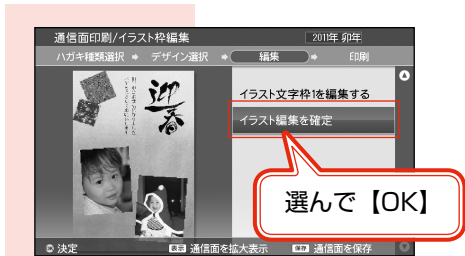 通信面印刷/イラスト枠編集
2011年 卯年
ハガキ種類選択 デザイン選択 編集 印刷
迎春
イラスト文字枠1を編集する
イラスト編集を確定
選んで【OK】
決定 表示 通信面を拡大表示 保存 通信面を保存